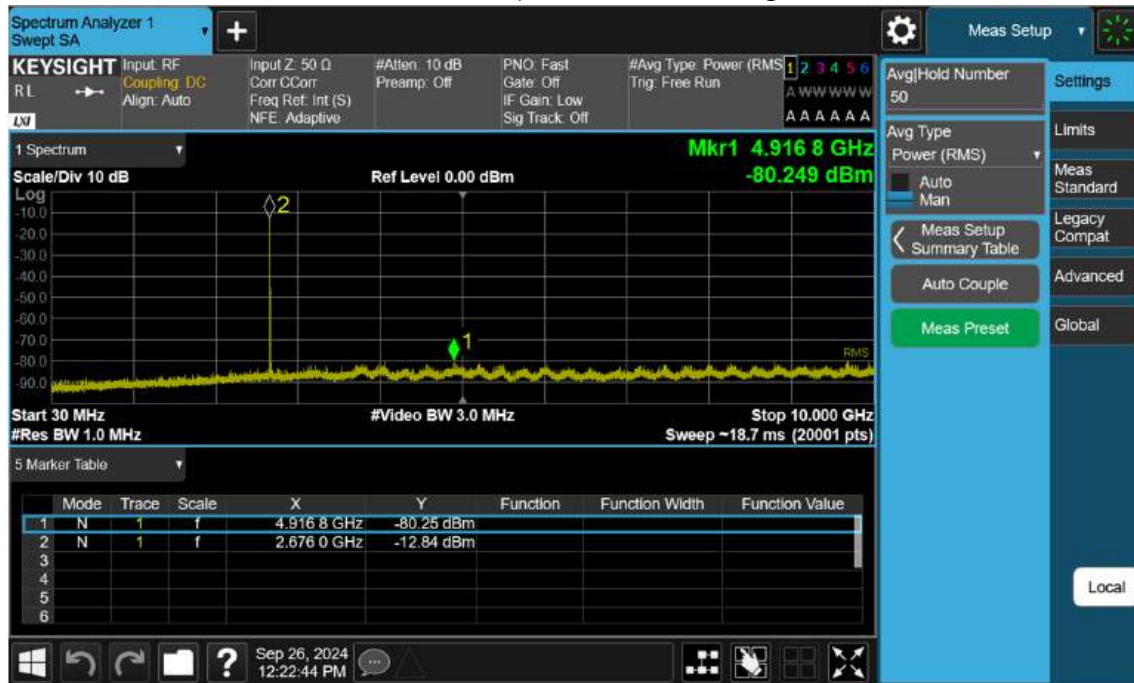 Spectrum Analyzer 1
Swept SA
+
Meas Setup
KEYSIGHT
RL
LXI
Input: RF
Coupling: DC
Align: Auto
Input Z: 50 Ω
Corr CCorr
Freq Ref: Int (S)
NFE: Adaptive
#Atten: 10 dB
Preamp: Off
PNO: Fast
Gate: Off
IF Gain: Low
Sig Track: Off
#Avg Type: Power (RMS)
Trig: Free Run
1 2 3 4 5 6
A W W W W W
A A A A A A
1 Spectrum
Scale/Div 10 dB
Ref Level 0.00 dBm
Mkr1 4.916 8 GHz
-80.249 dBm
Log
-10.0
-20.0
-30.0
-40.0
-50.0
-60.0
-70.0
-80.0
-90.0
2
1
RMS
Start 30 MHz #Video BW 3.0 MHz Stop 10.000 GHz
#Res BW 1.0 MHz Sweep ~18.7 ms (20001 pts)
5 Marker Table
Mode Trace Scale X Y Function Function Width Function Value
1 N 1 f 4.916 8 GHz -80.25 dBm
2 N 1 f 2.676 0 GHz -12.84 dBm
3
4
5
6
Avg|Hold Number
50
Avg Type
Power (RMS)
Auto
Man
Meas Setup
Summary Table
Auto Couple
Meas Preset
Settings
Limits
Meas
Standard
Legacy
Compat
Advanced
Global
Local
?
Sep 26, 2024
12:22:44 PM